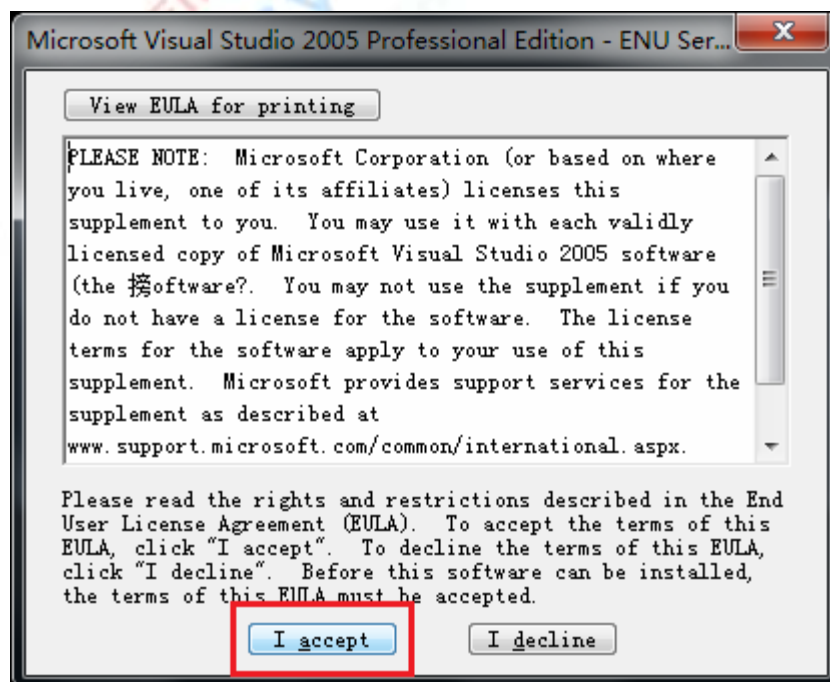 Microsoft Visual Studio 2005 Professional Edition - ENU Ser...
View EULA for printing
PLEASE NOTE:  Microsoft Corporation (or based on where
you live, one of its affiliates) licenses this
supplement to you.  You may use it with each validly
licensed copy of Microsoft Visual Studio 2005 software
(the 搒oftware?.  You may not use the supplement if you
do not have a license for the software.  The license
terms for the software apply to your use of this
supplement.  Microsoft provides support services for the
supplement as described at
www.support.microsoft.com/common/international.aspx.
Please read the rights and restrictions described in the End
User License Agreement (EULA).  To accept the terms of this
EULA, click "I accept".  To decline the terms of this EULA,
click "I decline".  Before this software can be installed,
the terms of this EULA must be accepted.
I accept
I decline